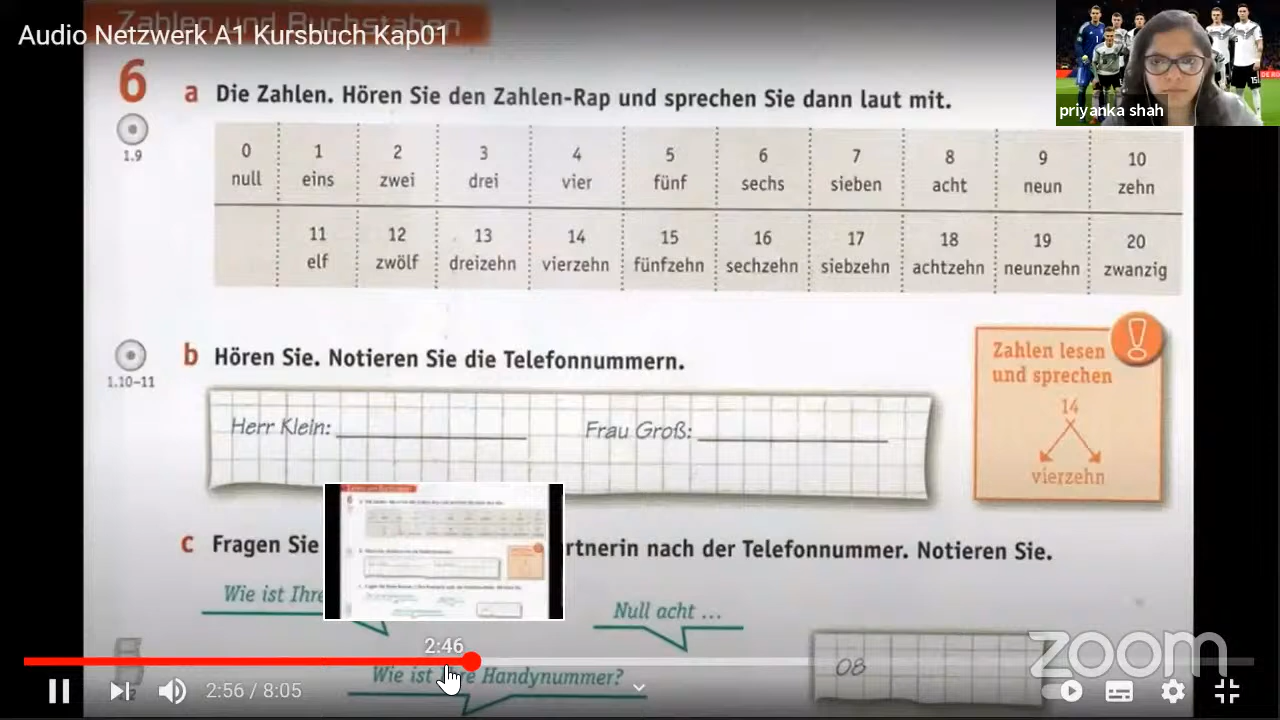 Zahlen und Buchstaben
Audio Netzwerk A1 Kursbuch Kap01
priyanka shah
6 a Die Zahlen. Hören Sie den Zahlen-Rap und sprechen Sie dann laut mit.
1.9
0 1 2 3 4 5 6 7 8 9 10
null eins zwei drei vier fünf sechs sieben acht neun zehn
11 12 13 14 15 16 17 18 19 20
elf zwölf dreizehn vierzehn fünfzehn sechzehn siebzehn achtzehn neunzehn zwanzig
b Hören Sie. Notieren Sie die Telefonnummern.
1.10–11
Herr Klein: Frau Groß:
Zahlen lesen
und sprechen
14
vierzehn
c Fragen Sie rtnerin nach der Telefonnummer. Notieren Sie.
Wie ist Ihre
Null acht ...
2:46
Wie ist Ihre Handynummer?
08
zoom
2:56 / 8:05